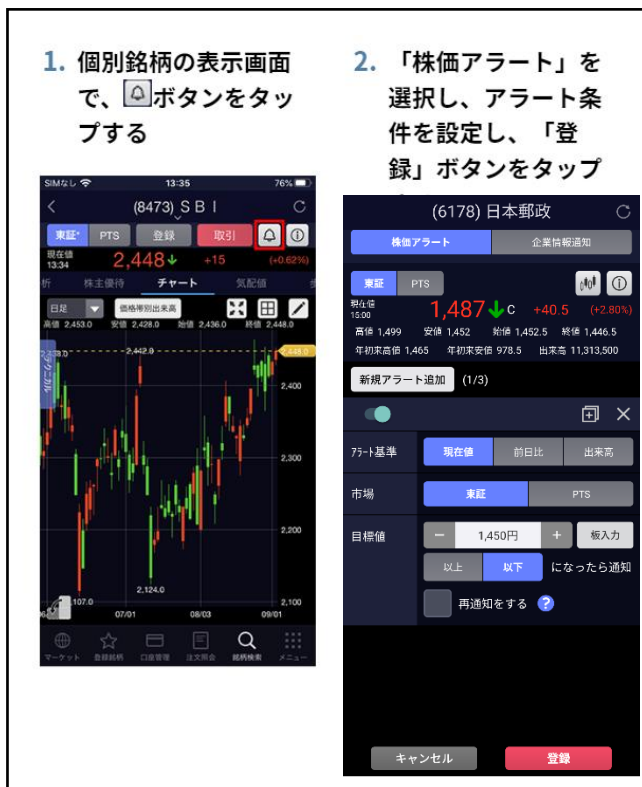 1. 個別銘柄の表示画面
で、ボタンをタッ
プする
SIMなし 13:35 76%
(8473) S B I
東証* PTS 登録 取引
現在値
13:34
2,448 +15 (+0.62%)
析 株主優待 チャート 気配値
日足 価格帯別出来高
高値 2,453.0 安値 2,428.0 始値 2,436.0 終値 2,448.0
テクニカル
2,442.0
2,448.0
2,400
2,300
2,200
2,124.0
2,100
107.0
07/01 08/03 09/01
マーケット 登録銘柄 口座管理 注文照会 銘柄検索 メニュー
2. 「株価アラート」を
選択し、アラート条
件を設定し、「登
録」ボタンをタップ
(6178) 日本郵政
株価アラート 企業情報通知
東証 PTS
現在値
15:00
1,487 C +40.5 (+2.80%)
高値 1,499 安値 1,452 始値 1,452.5 終値 1,446.5
年初来高値 1,465 年初来安値 978.5 出来高 11,313,500
新規アラート追加 (1/3)
アラート基準 現在値 前日比 出来高
市場 東証 PTS
目標値 − 1,450円 + 板入力
以上 以下 になったら通知
再通知をする ?
キャンセル 登録